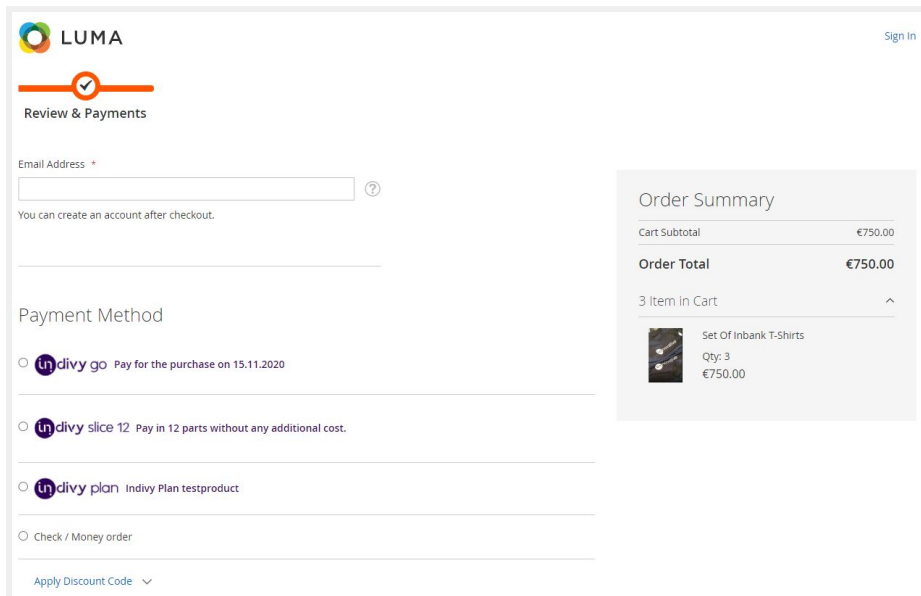 LUMA
Sign In
Review & Payments
Email Address *
You can create an account after checkout.
Payment Method
indivy go Pay for the purchase on 15.11.2020
indivy slice 12 Pay in 12 parts without any additional cost.
indivy plan Indivy Plan testproduct
Check / Money order
Apply Discount Code
Order Summary
Cart Subtotal €750.00
Order Total €750.00
3 Item in Cart
Set Of Inbank T-Shirts
Qty: 3
€750.00